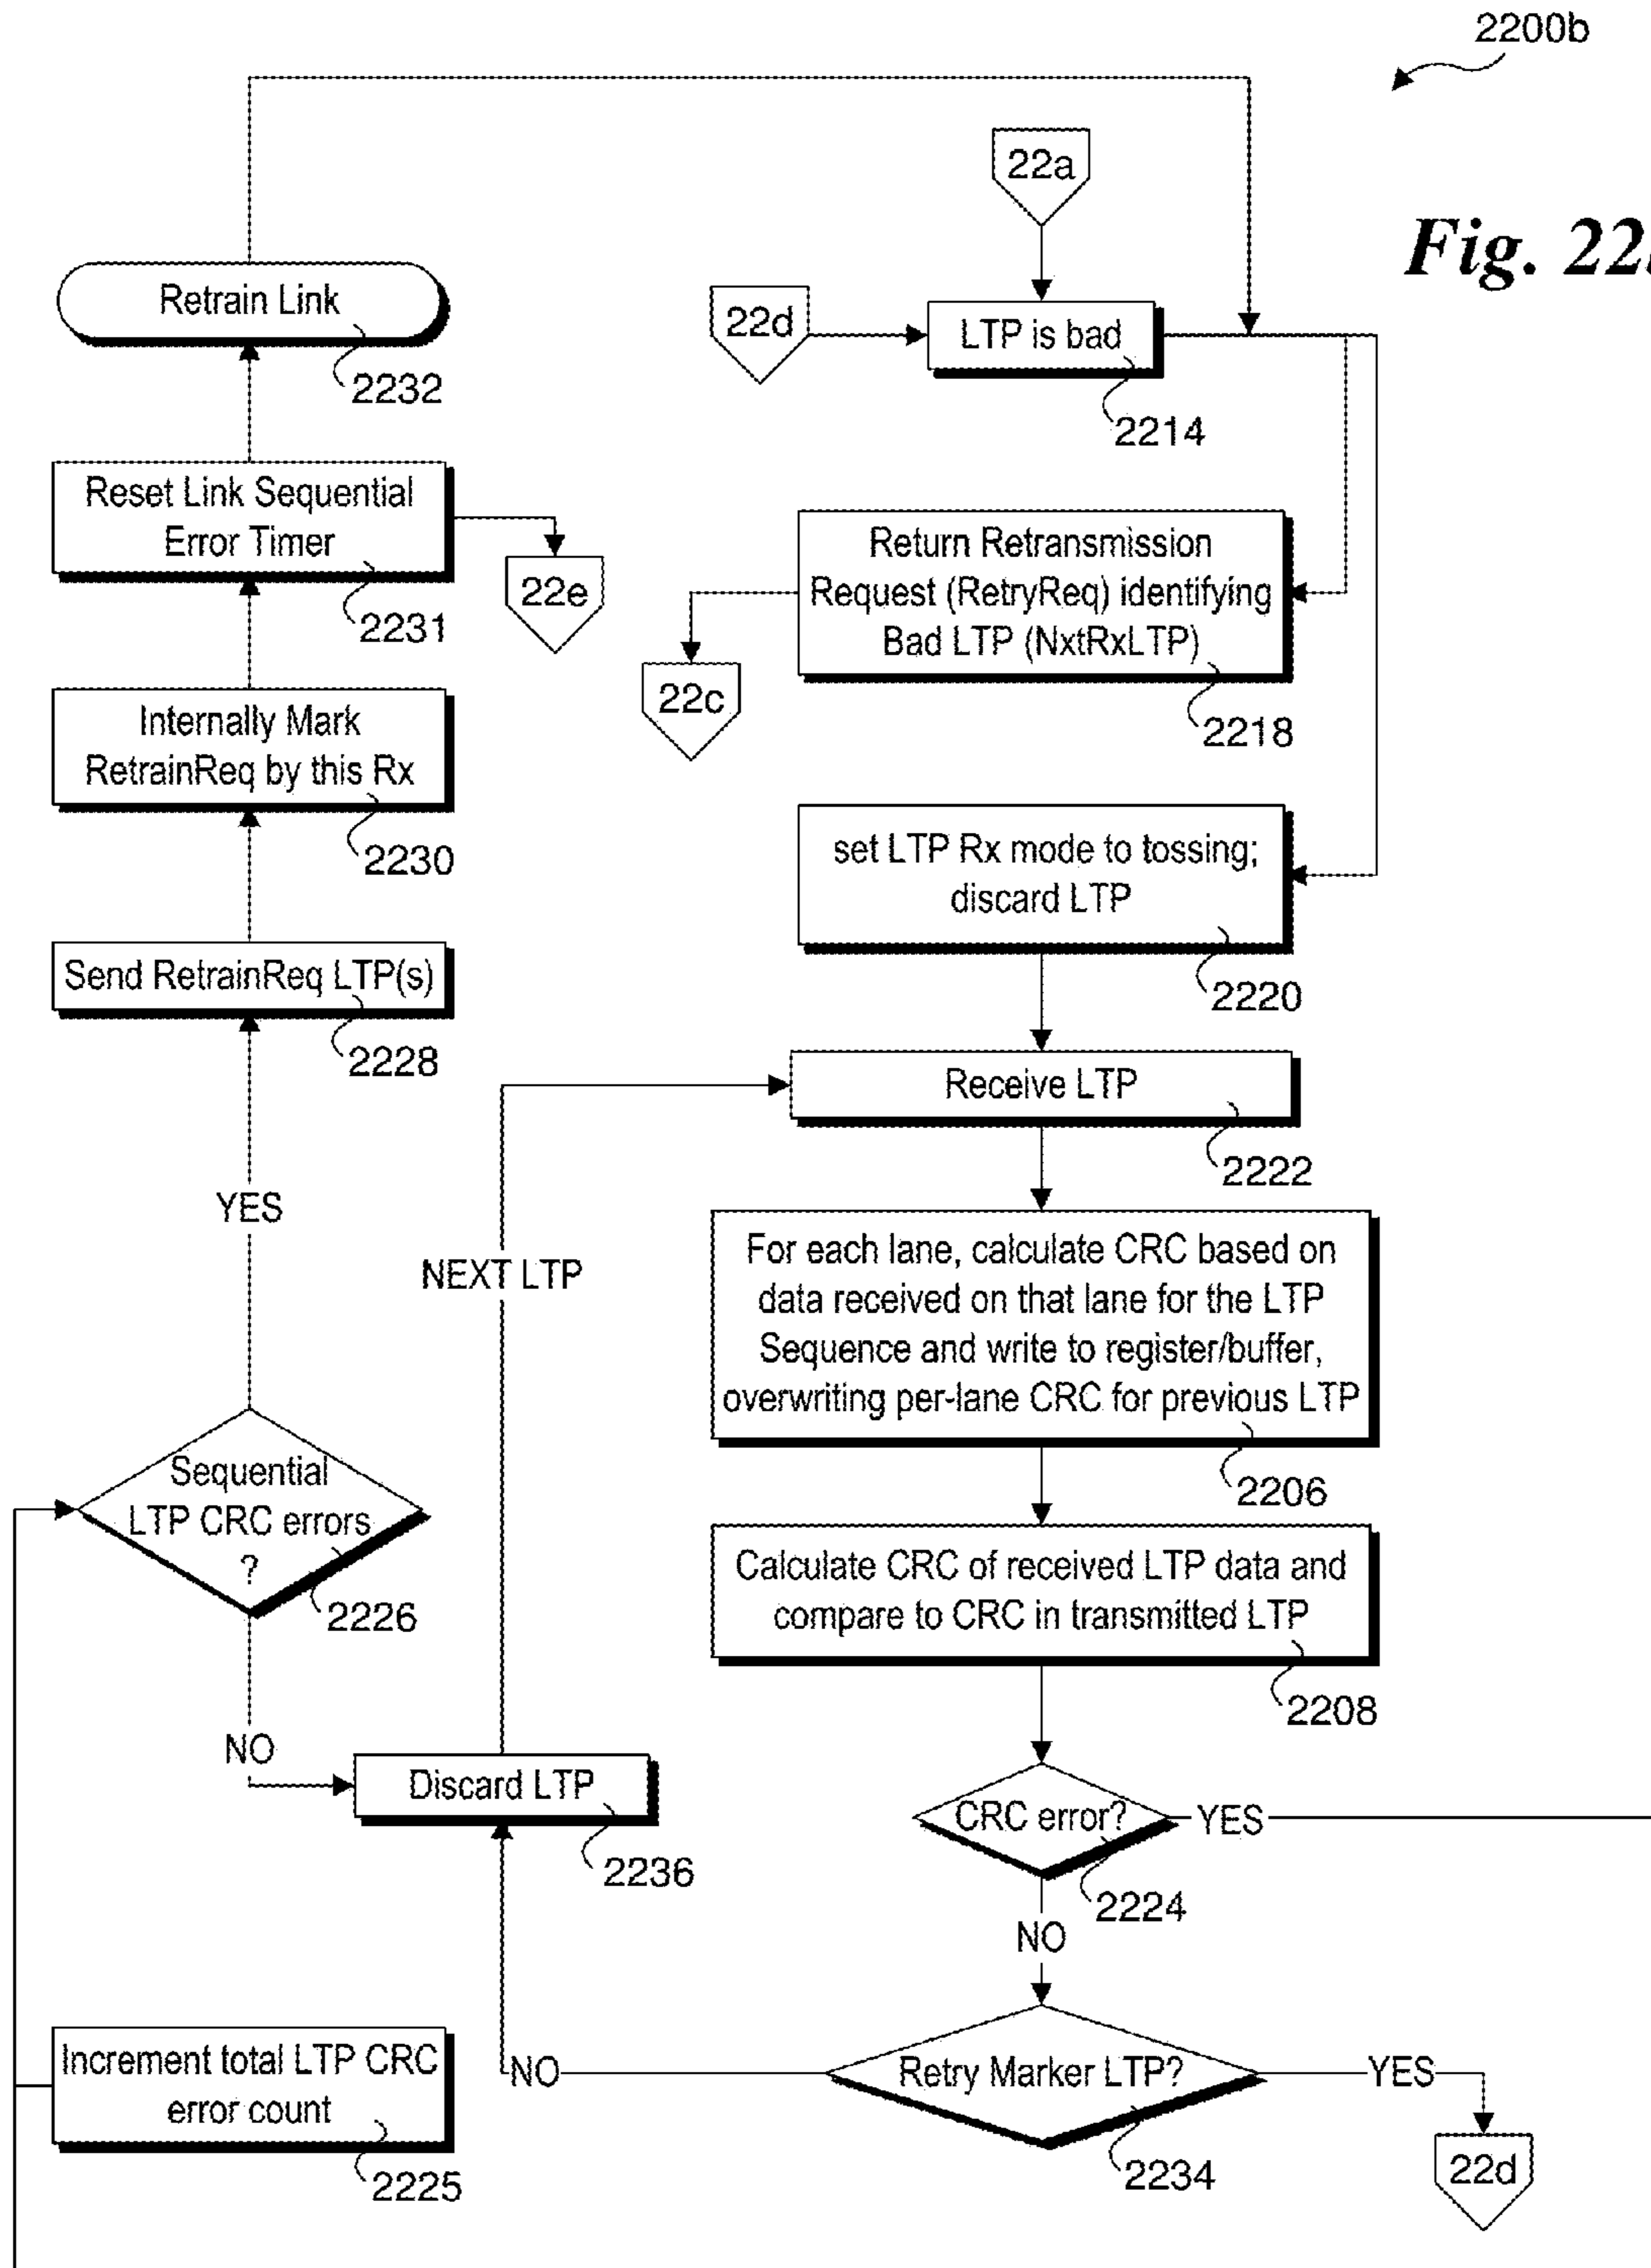 2200b
22a
Fig. 22
Retrain Link
2232
22d
LTP is bad
2214
Reset Link Sequential
Error Timer
2231
22e
Return Retransmission
Request (RetryReq) identifying
Bad LTP (NxtRxLTP)
2218
22c
Internally Mark
RetrainReq by this Rx
2230
set LTP Rx mode to tossing;
discard LTP
2220
Send RetrainReq LTP(s)
2228
Receive LTP
2222
YES
NEXT LTP
For each lane, calculate CRC based on
data received on that lane for the LTP
Sequence and write to register/buffer,
overwriting per-lane CRC for previous LTP
2206
Sequential
LTP CRC errors
?
2226
Calculate CRC of received LTP data and
compare to CRC in transmitted LTP
2208
NO
Discard LTP
2236
CRC error?
YES
2224
NO
Increment total LTP CRC
error count
2225
NO
Retry Marker LTP?
YES
2234
22d